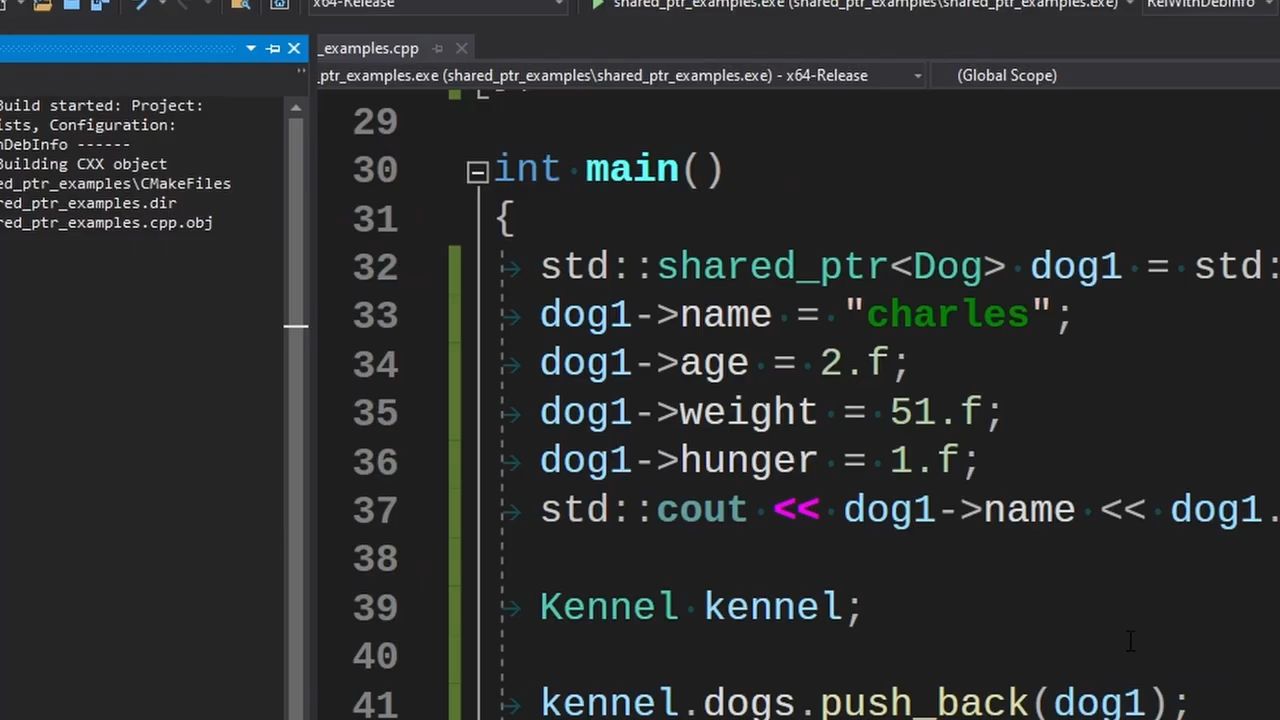 x64-Release
shared_ptr_examples.exe (shared_ptr_examples\shared_ptr_examples.exe)
RelWithDebInfo
_examples.cpp
_ptr_examples.exe (shared_ptr_examples\shared_ptr_examples.exe) - x64-Release
(Global Scope)
Build started: Project:
ists, Configuration:
nDebInfo ------
Building CXX object
ed_ptr_examples\CMakeFiles
red_ptr_examples.dir
red_ptr_examples.cpp.obj
29
30 int main()
31 {
32 std::shared_ptr<Dog> dog1 = std:
33 dog1->name = "charles";
34 dog1->age = 2.f;
35 dog1->weight = 51.f;
36 dog1->hunger = 1.f;
37 std::cout << dog1->name << dog1.
38
39 Kennel kennel;
40
41 kennel.dogs.push_back(dog1);